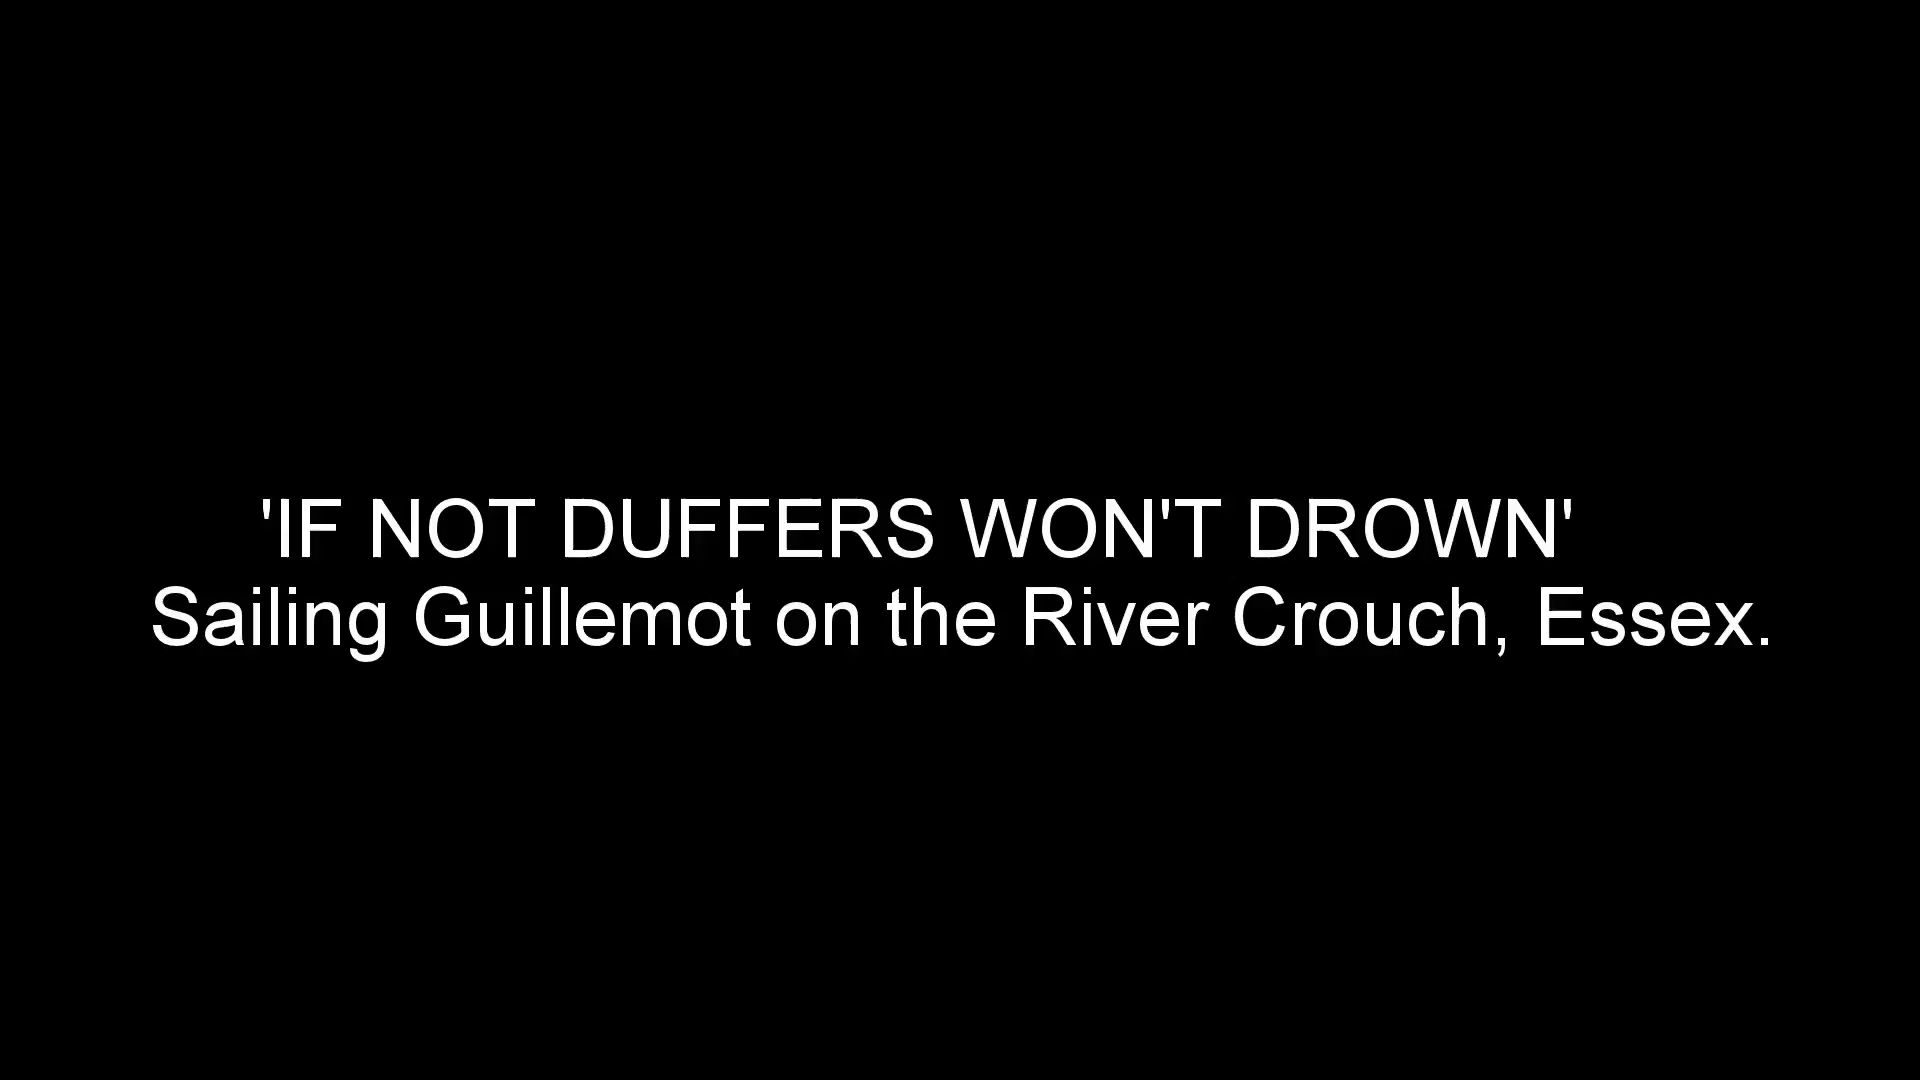 'IF NOT DUFFERS WON'T DROWN'
Sailing Guillemot on the River Crouch, Essex.